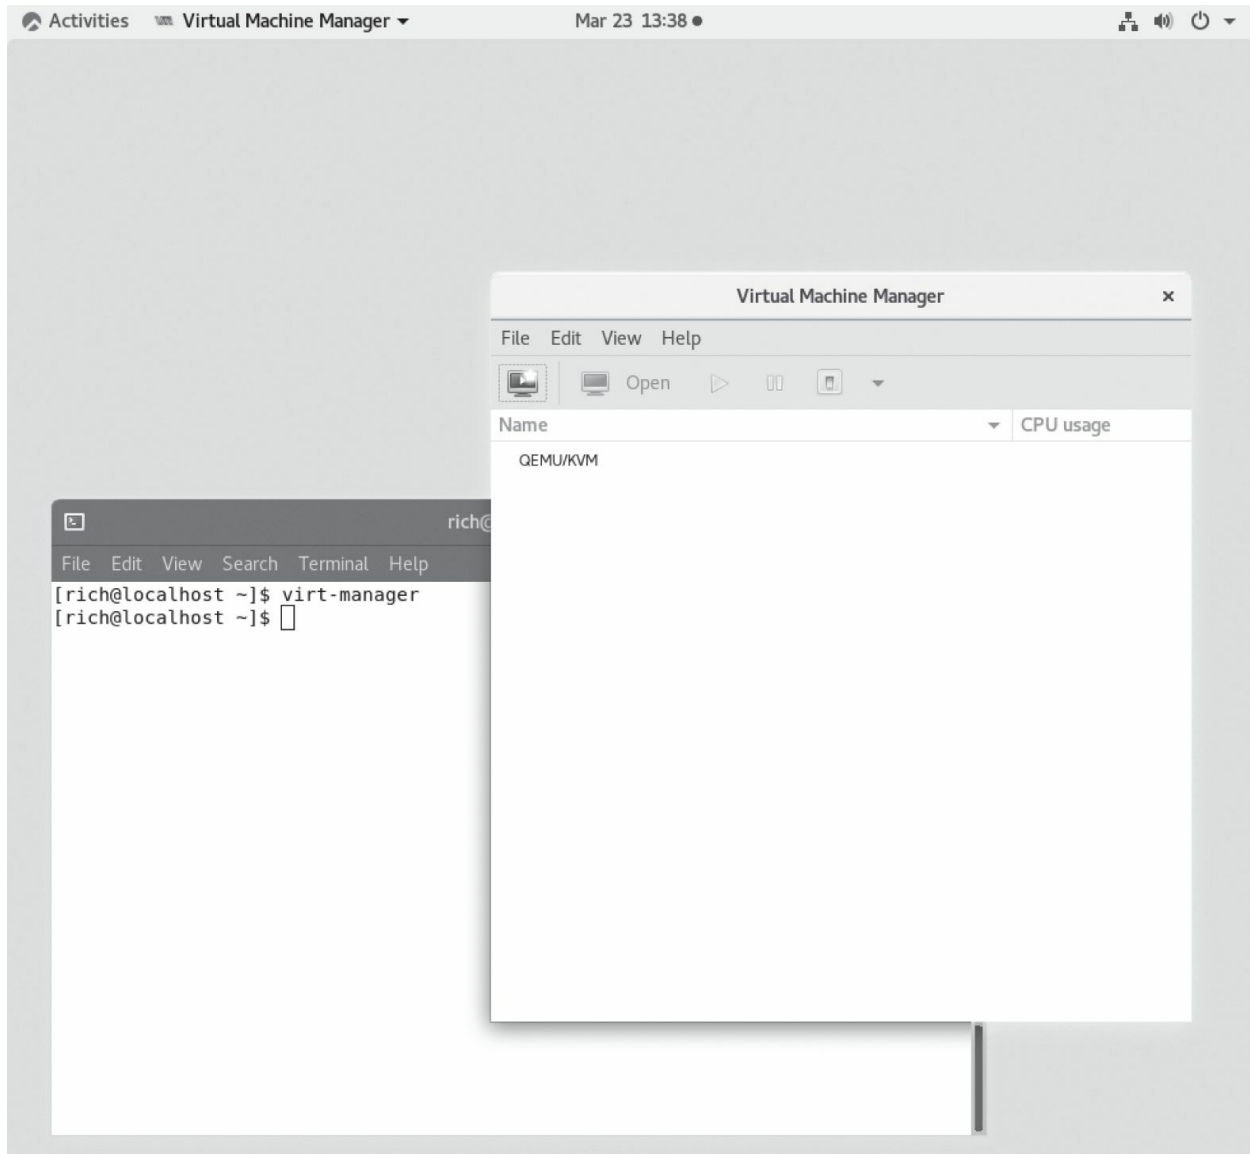 Activities Virtual Machine Manager Mar 23 13:38
Virtual Machine Manager
File Edit View Help
Open
Name CPU usage
QEMU/KVM
rich@
File Edit View Search Terminal Help
[rich@localhost ~]$ virt-manager
[rich@localhost ~]$